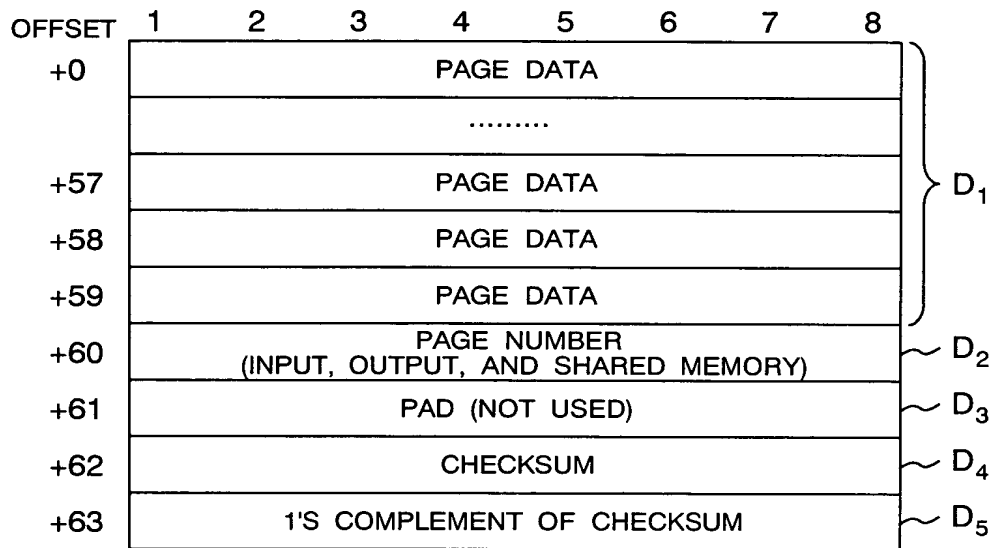 OFFSET 1 2 3 4 5 6 7 8
+0 PAGE DATA
.........
+57 PAGE DATA D1
+58 PAGE DATA
+59 PAGE DATA
+60 PAGE NUMBER
(INPUT, OUTPUT, AND SHARED MEMORY) D2
+61 PAD (NOT USED) D3
+62 CHECKSUM D4
+63 1'S COMPLEMENT OF CHECKSUM D5